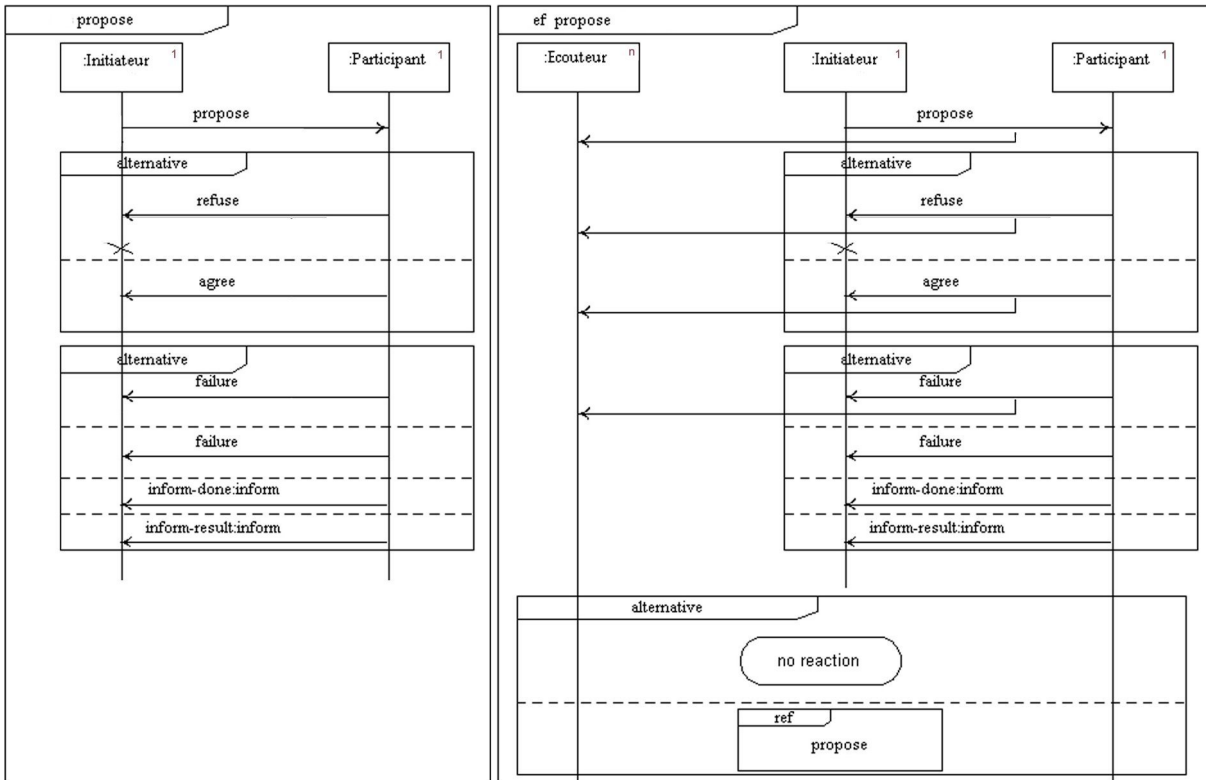 propose
:Initiateur 1
:Participant 1
propose
alternative
refuse
agree
alternative
failure
failure
inform-done:inform
inform-result:inform
ef propose
:Ecouteur n
:Initiateur 1
:Participant 1
propose
alternative
refuse
agree
alternative
failure
failure
inform-done:inform
inform-result:inform
alternative
no reaction
ref
propose